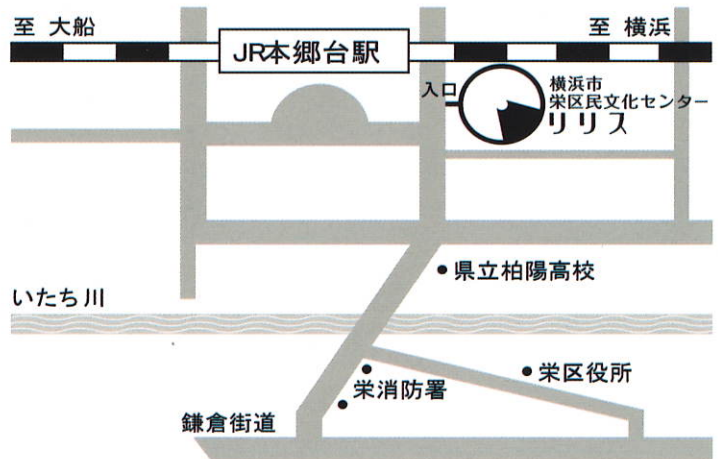 至 大船
至 横浜
JR本郷台駅
入口
横浜市
栄区民文化センター
リリス
県立柏陽高校
いたち川
栄区役所
栄消防署
鎌倉街道